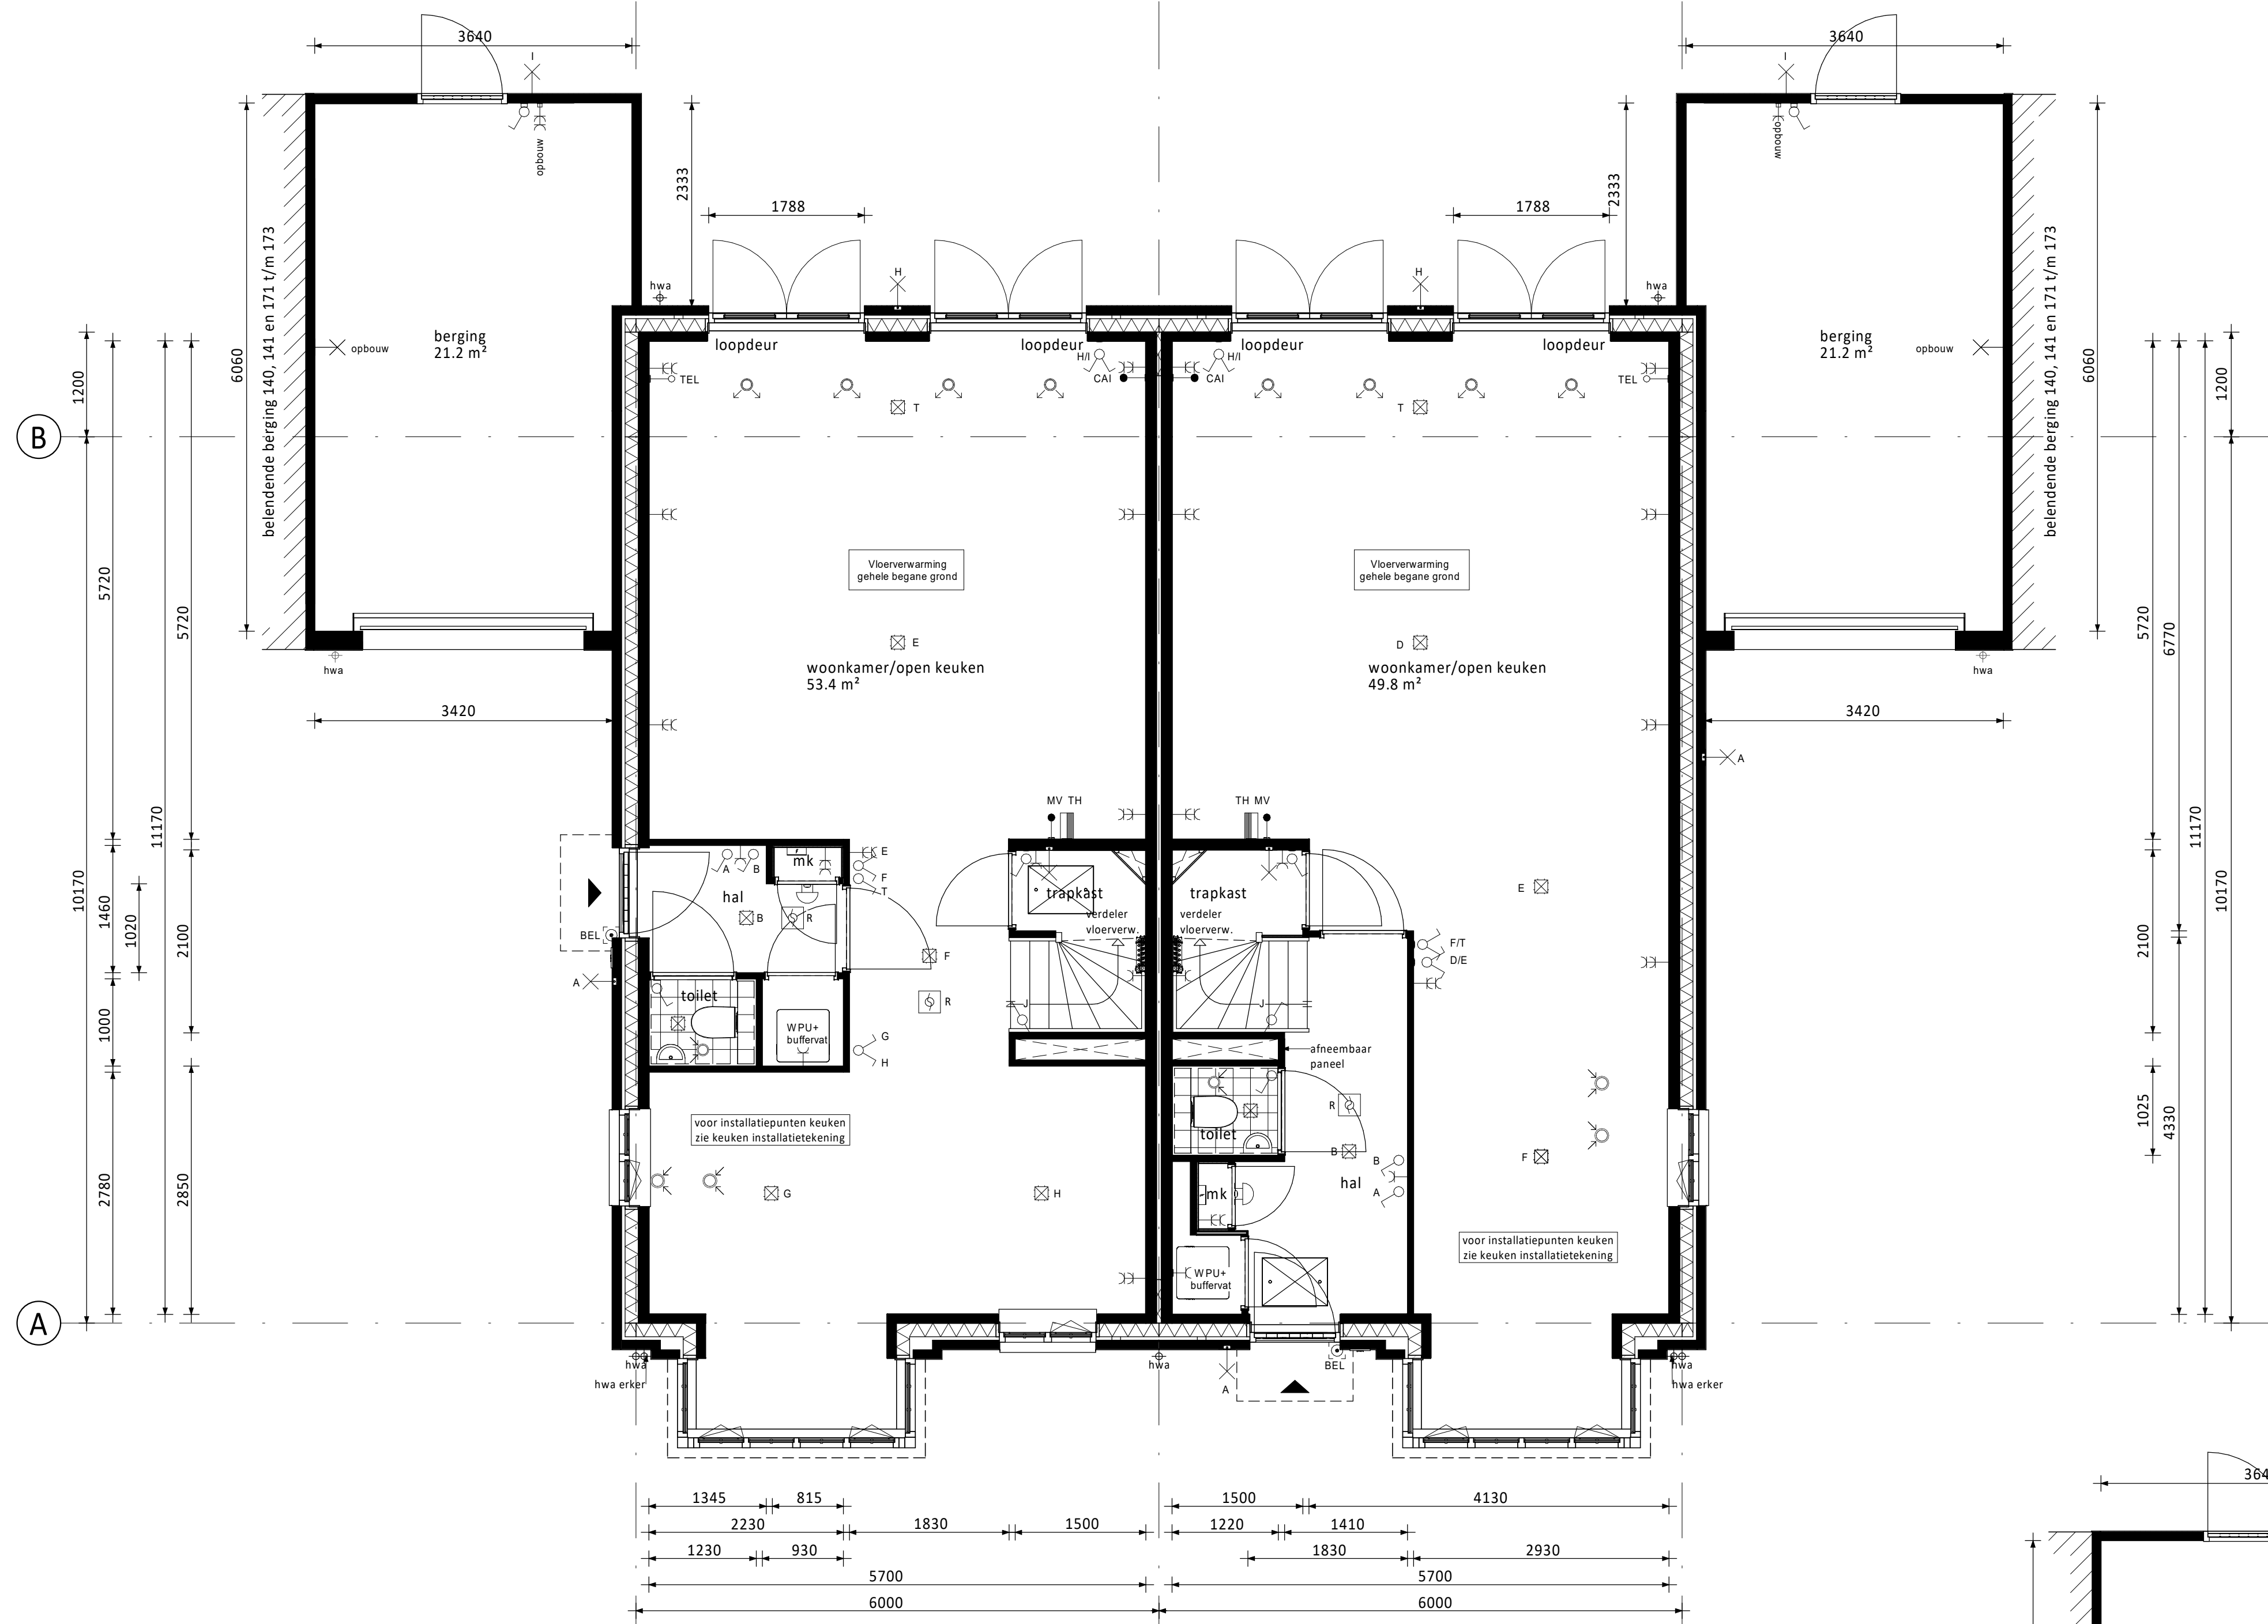 3640
3640
I
I
opbouw
opbouw
2333
2333
1788
1788
belendende berging 140, 141 en 171 t/m 173
belendende berging 140, 141 en 171 t/m 173
hwa
H
H
hwa
berging
21.2 m²
opbouw
berging
21.2 m²
opbouw
loopdeur
loopdeur
loopdeur
loopdeur
H/I
H/I
TEL
CAI
CAI
TEL
T
T
6060
6060
1200
1200
B
Vloerverwarming
gehele begane grond
Vloerverwarming
gehele begane grond
5720
5720
5720
6770
E
D
woonkamer/open keuken
53.4 m²
woonkamer/open keuken
49.8 m²
hwa
hwa
3420
3420
A
MV TH
TH MV
11170
11170
10170
10170
1460
1020
2100
2100
mk
E
F
T
A
B
hal
B
R
trapkast
trapkast
verdeler
vloerverw.
verdeler
vloerverw.
E
BEL
F
F/T
D/E
A
toilet
R
J
J
1000
WPU+
buffervat
G
H
afneembaar
paneel
1025
4330
R
voor installatiepunten keuken
zie keuken installatietekening
toilet
B
B
F
2780
2850
G
H
mk
hal
A
voor installatiepunten keuken
zie keuken installatietekening
WPU+
buffervat
A
hwa
hwa erker
hwa
A
BEL
hwa
hwa erker
1345
815
1500
4130
2230
1830
1500
1220
1410
1230
930
1830
2930
5700
5700
6000
6000